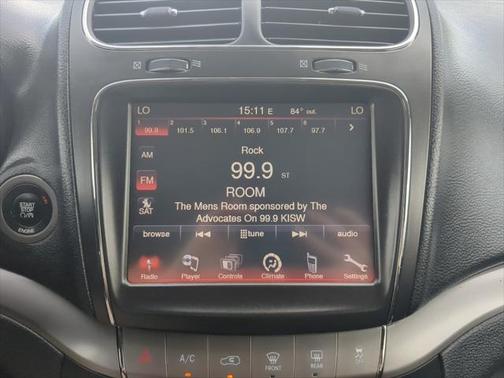 LO 15:11 E 84° out. LO
1 2 3 4 5 6
99.9 101.5 106.1 106.9 107.7 97.7 >
AM
Rock
99.9 ST
FM
ROOM
SAT
The Mens Room sponsored by The
Advocates On 99.9 KISW
browse tune audio
Radio Player Controls Climate Phone Settings
START
STOP
ENGINE
A/C FRONT REAR OFF